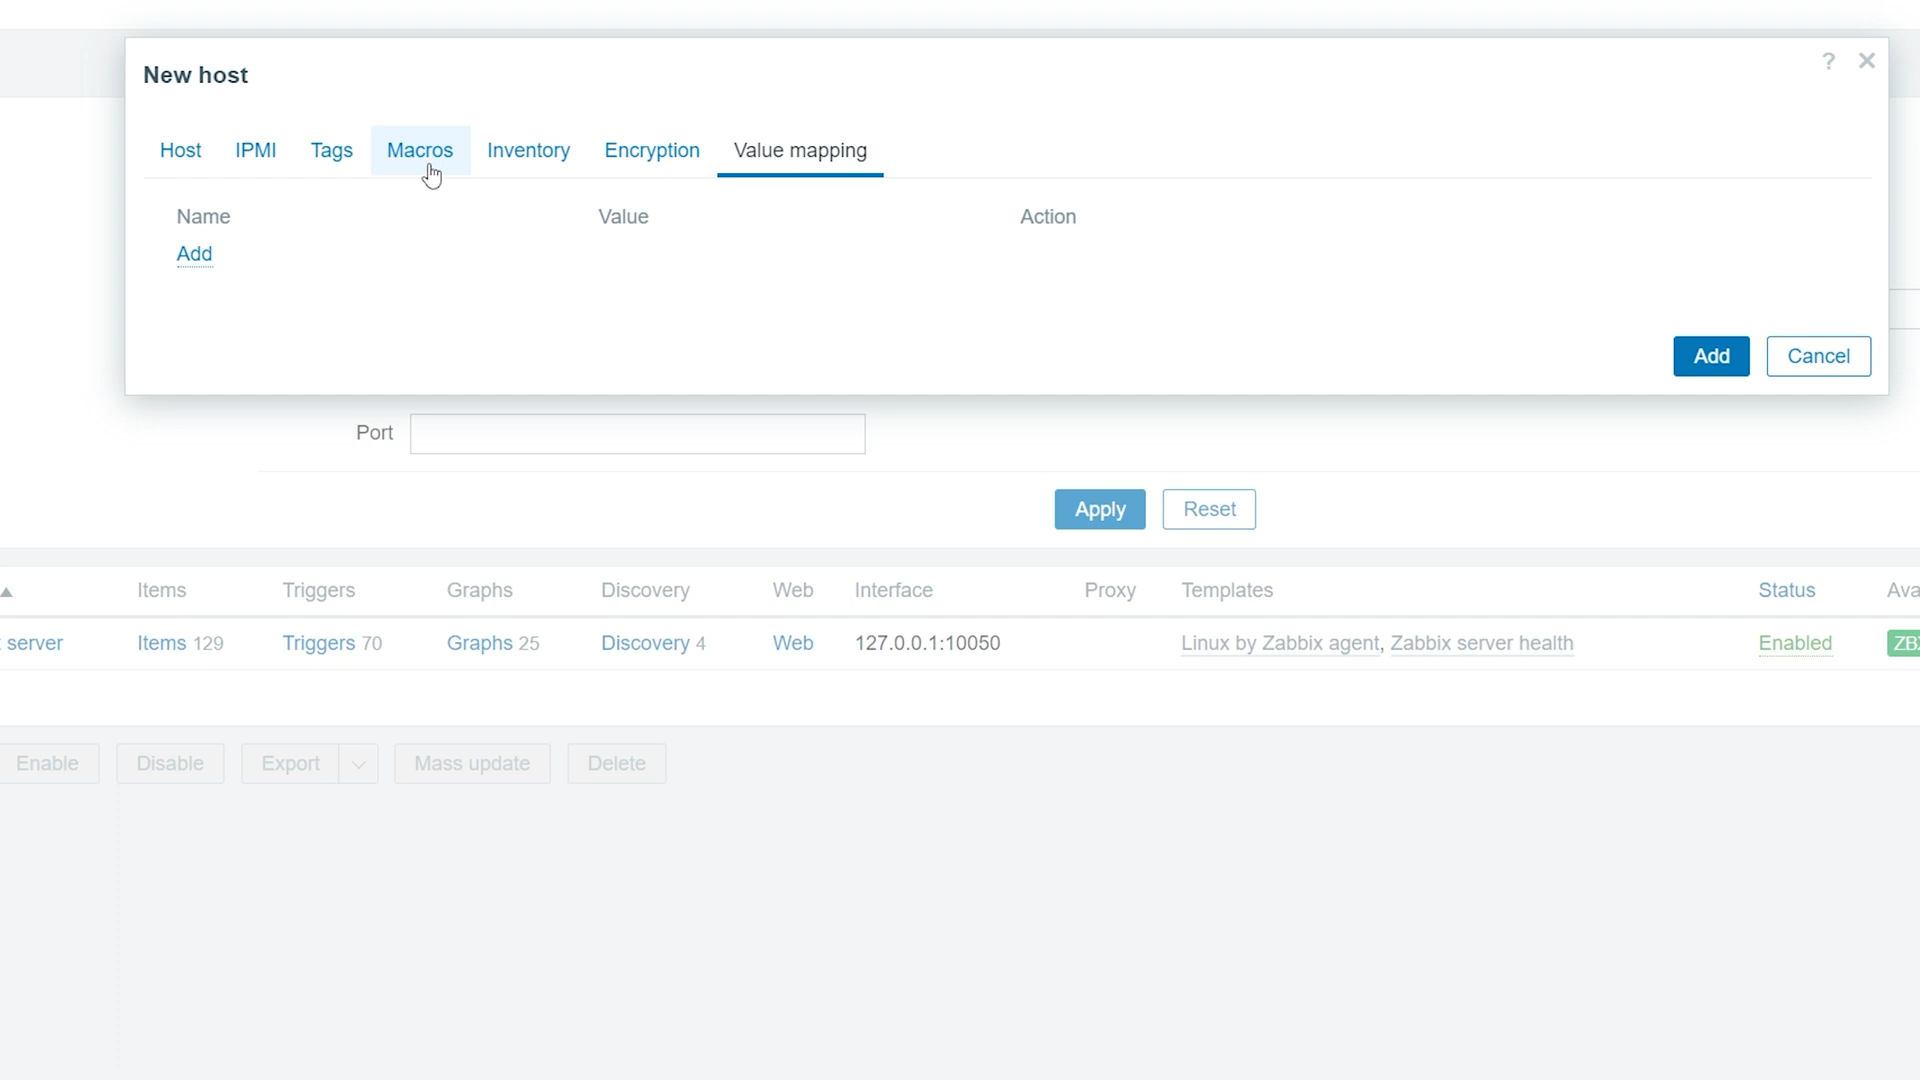 New host
? ✕
Host IPMI Tags Macros Inventory Encryption Value mapping
Name Value Action
Add
Add Cancel
Port
Apply Reset
▲ Items Triggers Graphs Discovery Web Interface Proxy Templates Status Ava
server Items 129 Triggers 70 Graphs 25 Discovery 4 Web 127.0.0.1:10050 Linux by Zabbix agent, Zabbix server health Enabled ZB
Enable Disable Export Mass update Delete